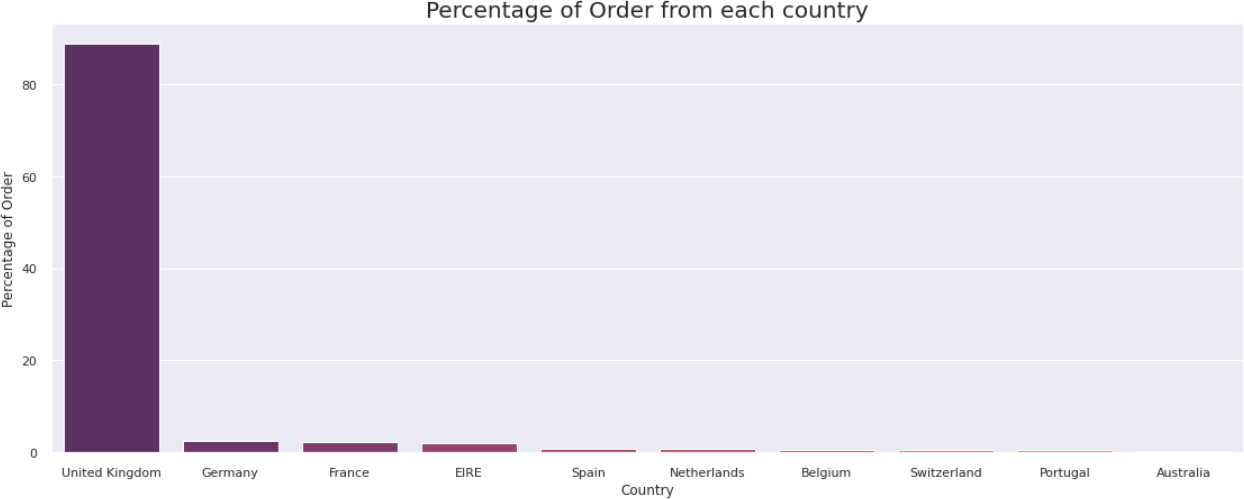 Percentage of Order from each country
Percentage of Order
80
60
40
20
0
United Kingdom Germany France EIRE Spain Netherlands Belgium Switzerland Portugal Australia
Country